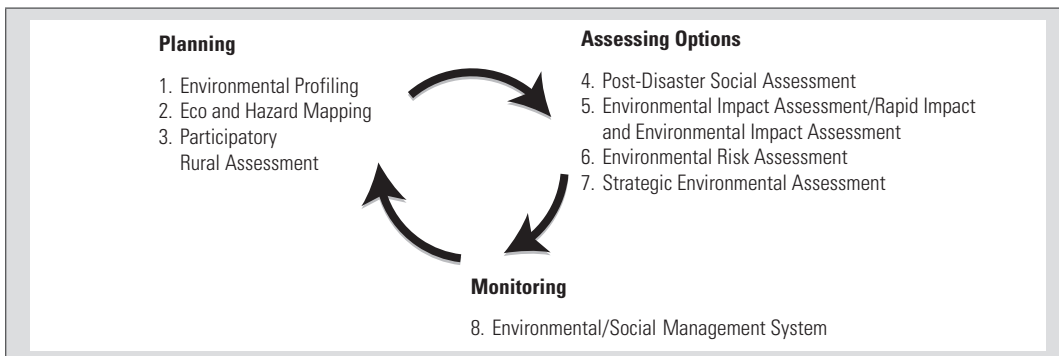 Planning
1. Environmental Profiling
2. Eco and Hazard Mapping
3. Participatory
Rural Assessment
Assessing Options
4. Post-Disaster Social Assessment
5. Environmental Impact Assessment/Rapid Impact
and Environmental Impact Assessment
6. Environmental Risk Assessment
7. Strategic Environmental Assessment
Monitoring
8. Environmental/Social Management System